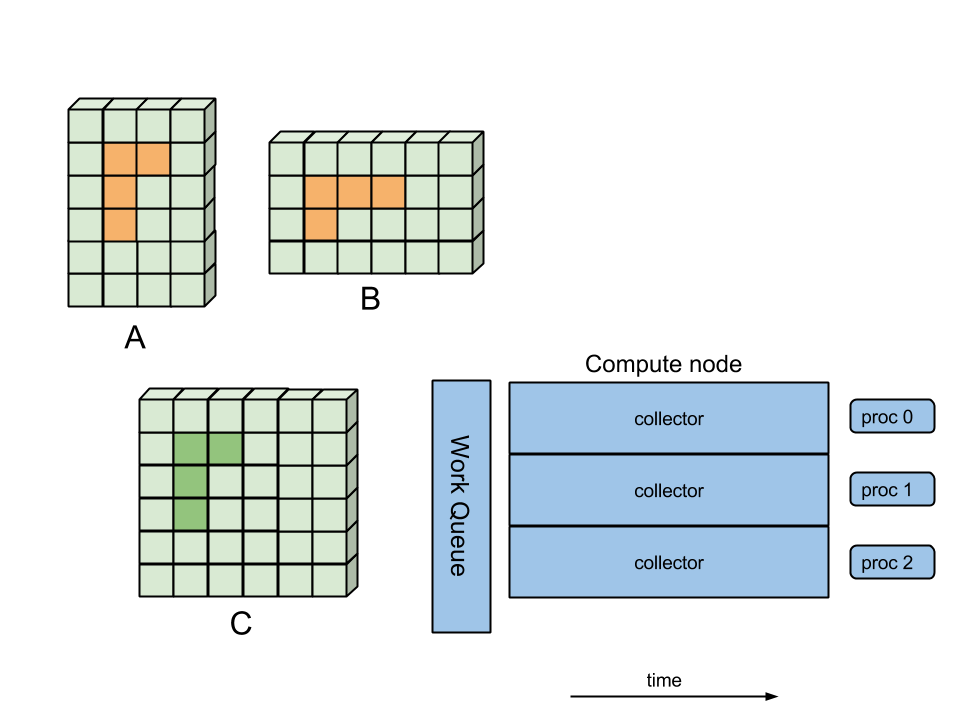 A
B
C
Compute node
Work Queue
collector
proc 0
collector
proc 1
collector
proc 2
time